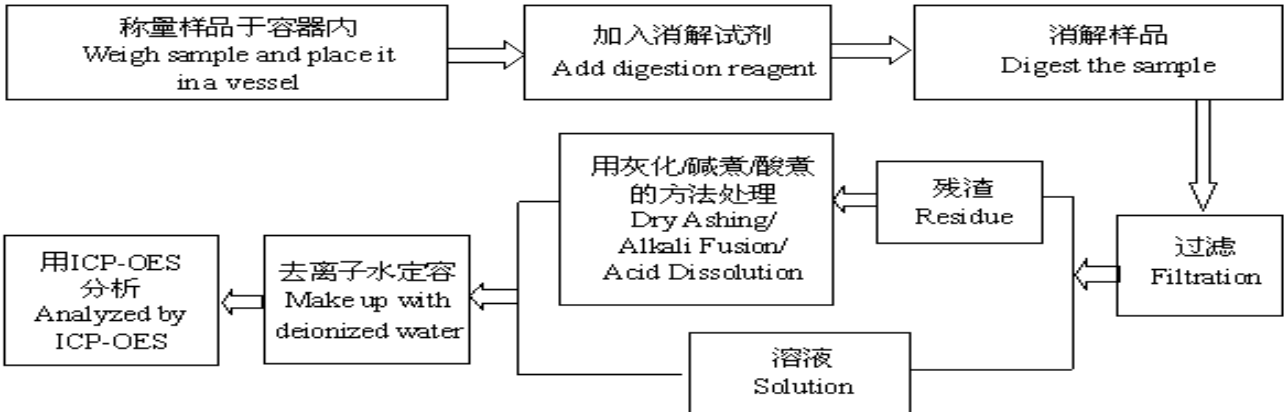 称量样品于容器内
Weigh sample and place it
in a vessel
加入消解试剂
Add digestion reagent
消解样品
Digest the sample
过滤
Filtration
残渣
Residue
用灰化/碱煮/酸煮
的方法处理
Dry Ashing/
Alkali Fusion/
Acid Dissolution
溶液
Solution
去离子水定容
Make up with
deionized water
用ICP-OES
分析
Analyzed by
ICP-OES